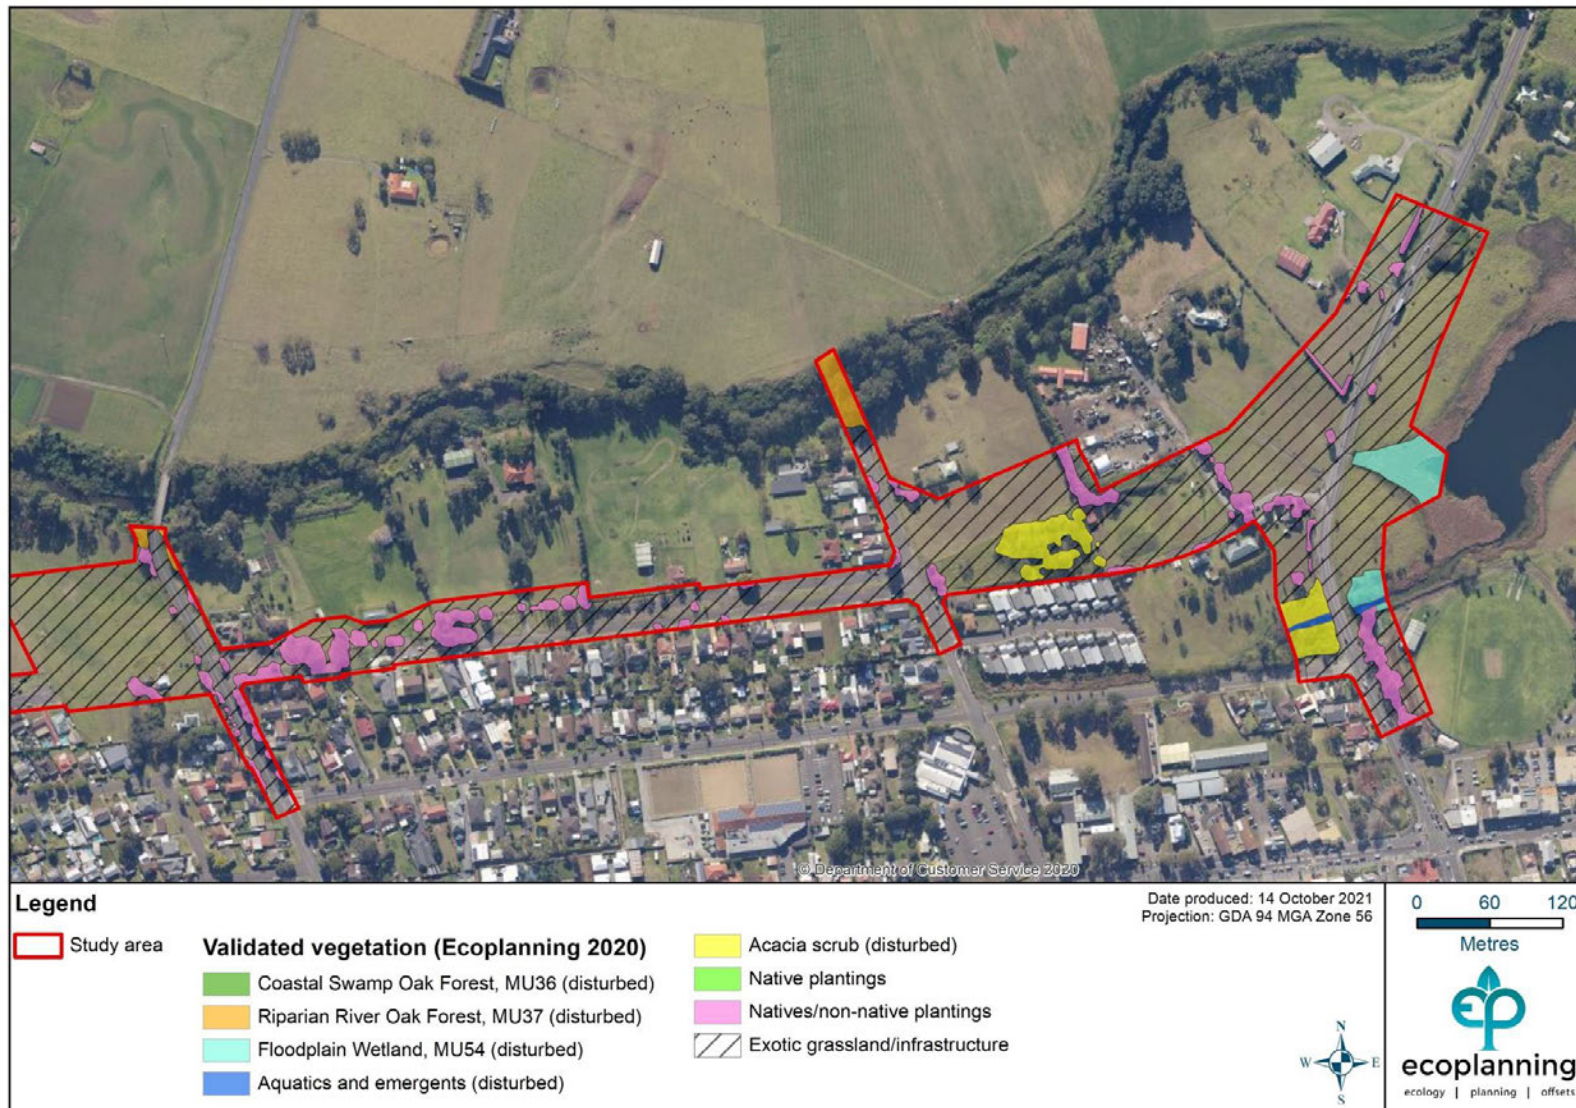 © Department of Customer Service 2020
Legend
Study area
Validated vegetation (Ecoplanning 2020)
Coastal Swamp Oak Forest, MU36 (disturbed)
Riparian River Oak Forest, MU37 (disturbed)
Floodplain Wetland, MU54 (disturbed)
Aquatics and emergents (disturbed)
Acacia scrub (disturbed)
Native plantings
Natives/non-native plantings
Exotic grassland/infrastructure
Date produced: 14 October 2021
Projection: GDA 94 MGA Zone 56
N
W E
S
0 60 120
Metres
ep
ecoplanning
ecology | planning | offsets